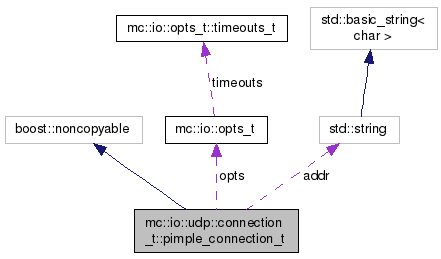 mc::io::opts_t::timeouts_t
std::basic_string<
char >
timeouts
boost::noncopyable
mc::io::opts_t
std::string
opts
addr
mc::io::udp::connection
_t::pimple_connection_t